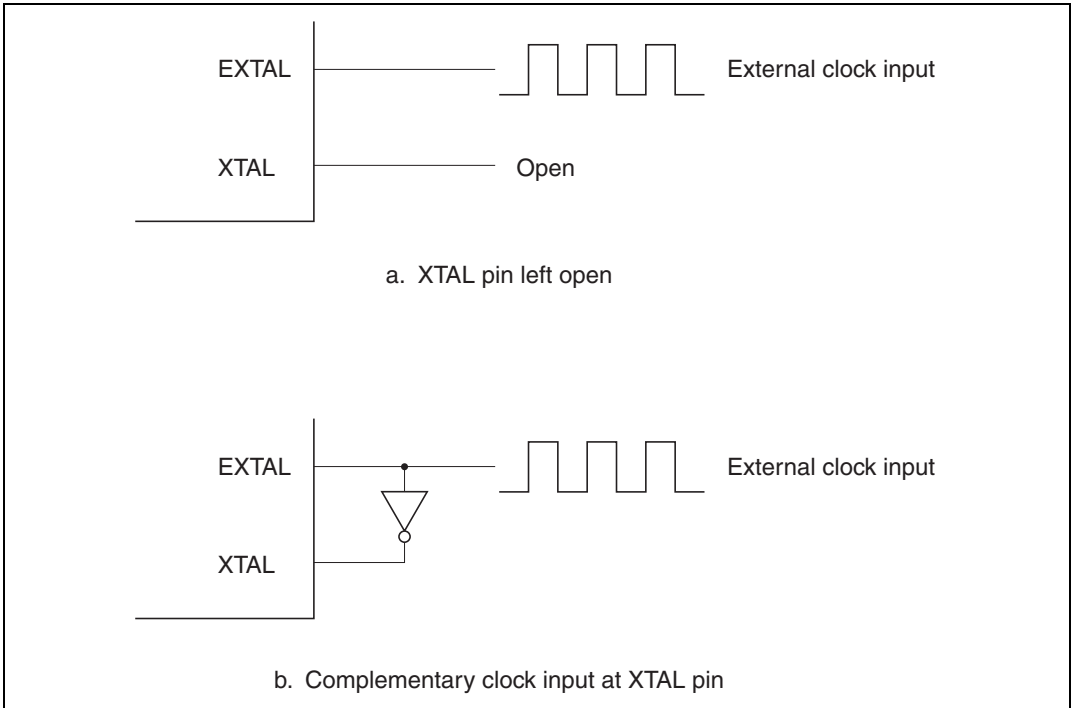 EXTAL
External clock input
XTAL
Open
a. XTAL pin left open
EXTAL
External clock input
XTAL
b. Complementary clock input at XTAL pin